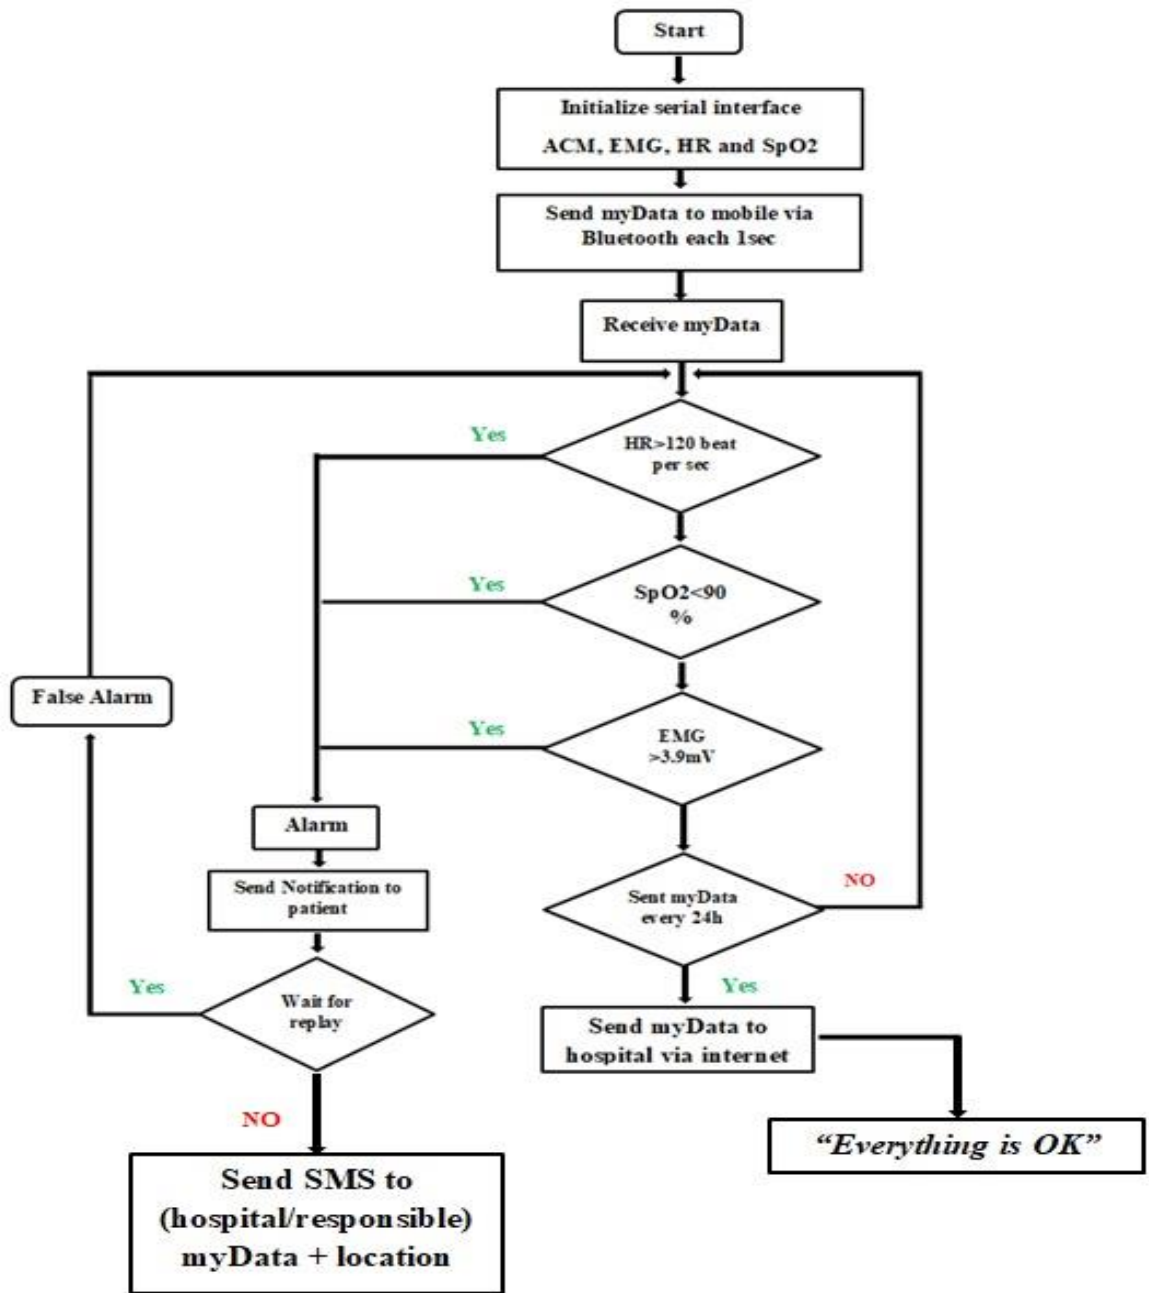 Start
Initialize serial interface
ACM, EMG, HR and SpO2
Send myData to mobile via
Bluetooth each 1sec
Receive myData
Yes
HR>120 beat
per sec
Yes
SpO2<90
%
False Alarm
Yes
EMG
>3.9mV
Alarm
Send Notification to
patient
Sent myData
every 24h
NO
Yes
Wait for
replay
Yes
Send myData to
hospital via internet
NO
“Everything is OK”
Send SMS to
(hospital/responsible)
myData + location